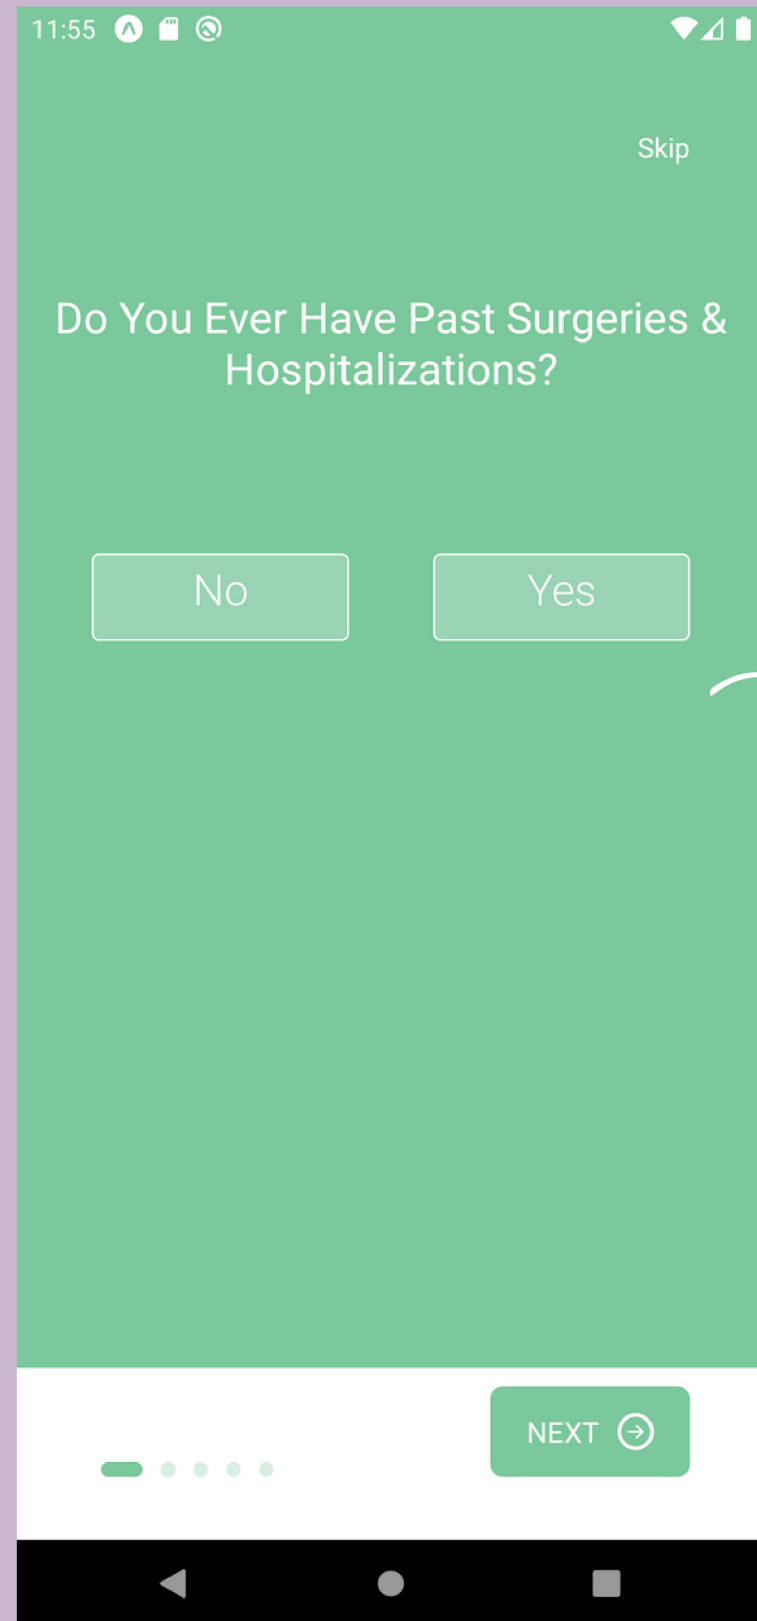 11:55
Skip
Do You Ever Have Past Surgeries &
Hospitalizations?
No Yes
NEXT